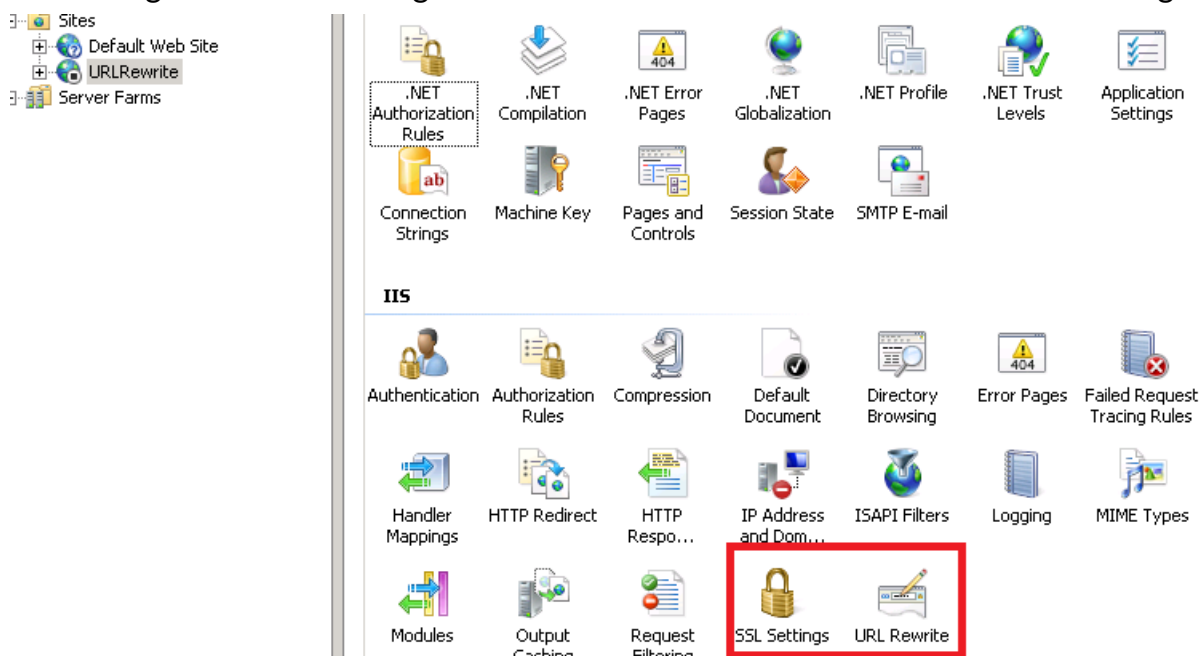 Sites
Default Web Site
URLRewrite
Server Farms
.NET Authorization Rules
.NET Compilation
.NET Error Pages
.NET Globalization
.NET Profile
.NET Trust Levels
Application Settings
Connection Strings
Machine Key
Pages and Controls
Session State
SMTP E-mail
IIS
Authentication
Authorization Rules
Compression
Default Document
Directory Browsing
404
Error Pages
Failed Request Tracing Rules
Handler Mappings
HTTP Redirect
HTTP Respo...
IP Address and Dom...
ISAPI Filters
Logging
MIME Types
Modules
Output Caching
Request Filtering
SSL Settings
URL Rewrite